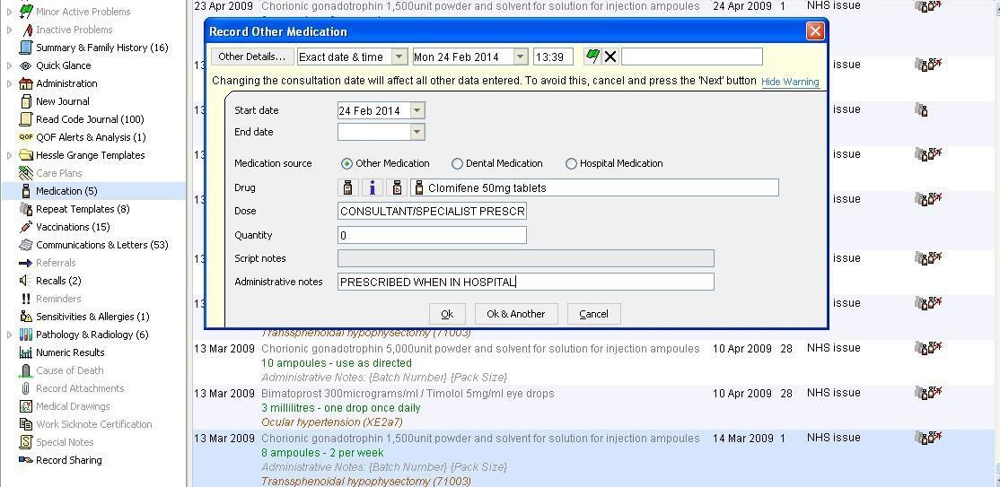 Minor Active Problems
Inactive Problems
Summary & Family History (16)
Quick Glance
Administration
New Journal
Read Code Journal (100)
QOF QOF Alerts & Analysis (1)
Hessle Grange Templates
Care Plans
Medication (5)
Repeat Templates (8)
Vaccinations (15)
Communications & Letters (53)
Referrals
Recalls (2)
Reminders
Sensitivities & Allergies (1)
Pathology & Radiology (6)
Numeric Results
Cause of Death
Record Attachments
Medical Drawings
Work Sicknote Certification
Special Notes
Record Sharing
23 Apr 2009 Chorionic gonadotrophin 1,500unit powder and solvent for solution for injection ampoules 24 Apr 2009 1 NHS issue
Record Other Medication
Other Details... Exact date & time Mon 24 Feb 2014 13:39
Changing the consultation date will affect all other data entered. To avoid this, cancel and press the 'Next' button Hide Warning
Start date 24 Feb 2014
End date
Medication source Other Medication Dental Medication Hospital Medication
Drug Clomifene 50mg tablets
Dose CONSULTANT/SPECIALIST PRESCR
Quantity 0
Script notes
Administrative notes PRESCRIBED WHEN IN HOSPITAL
Ok Ok & Another Cancel
13 issue
13 issue
13 issue
13 issue
13 issue
13 issue
Transsphenoidal hypophysectomy (71003)
13 Mar 2009 Chorionic gonadotrophin 5,000unit powder and solvent for solution for injection ampoules 10 Apr 2009 28 NHS issue
10 ampoules - use as directed
Administrative Notes: {Batch Number} {Pack Size}
13 Mar 2009 Bimatoprost 300micrograms/ml / Timolol 5mg/ml eye drops 10 Apr 2009 28 NHS issue
3 millilitres - one drop once daily
Ocular hypertension (XE2a7)
13 Mar 2009 Chorionic gonadotrophin 1,500unit powder and solvent for solution for injection ampoules 14 Mar 2009 1 NHS issue
8 ampoules - 2 per week
Administrative Notes: {Batch Number} {Pack Size}
Transsphenoidal hypophysectomy (71003)